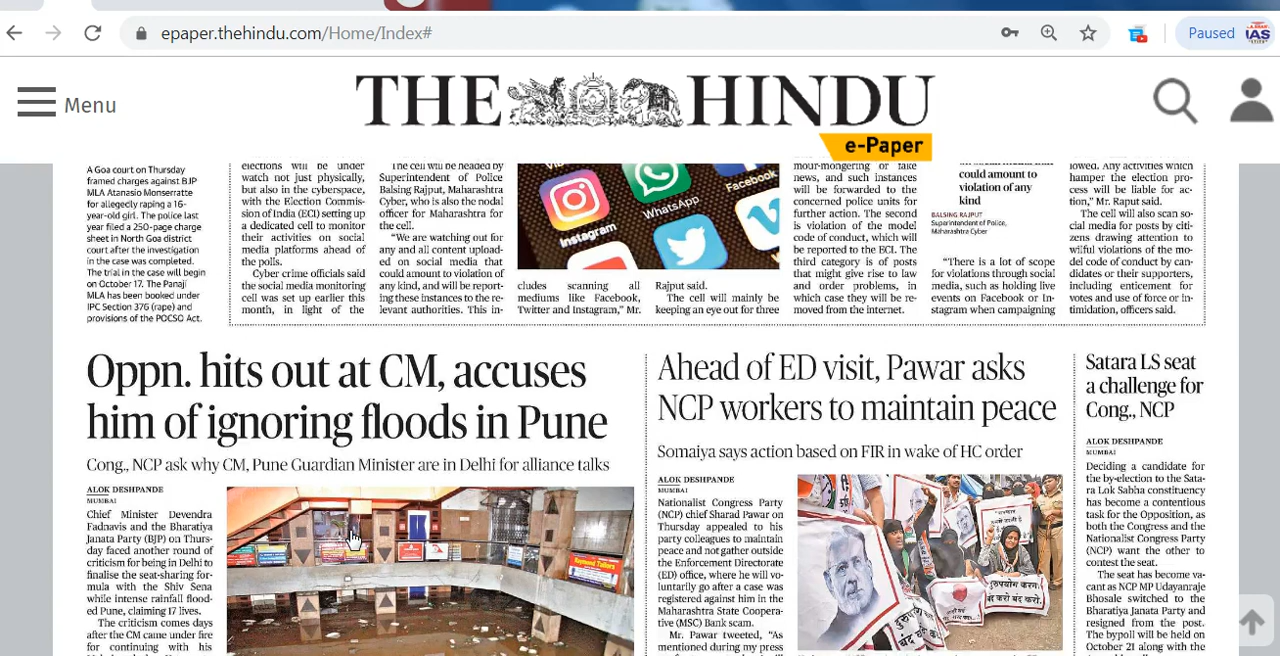 epaper.thehindu.com/Home/Index#
Paused
IAS
Menu
THE HINDU
e-Paper
A Goa court on Thursday
framed charges against BJP
MLA Atanasio Monserratte
for allegedly raping a 16-
year-old girl. The police last
year filed a 250-page charge
sheet in North Goa district
court after the investigation
in the case was completed.
The trial in the case will begin
on October 17. The Panaji
MLA has been booked under
IPC Section 376 (rape) and
provisions of the POCSO Act.
elections will be under
watch not just physically,
but also in the cyberspace,
with the Election Commis-
sion of India (ECI) setting up
a dedicated cell to monitor
their activities on social
media platforms ahead of
the polls.
Cyber crime officials said
the social media monitoring
cell was set up earlier this
month, in light of the
The cell will be headed by
Superintendent of Police
Balsing Rajput, Maharashtra
Cyber, who is also the nodal
officer for Maharashtra for
the cell.
“We are watching out for
any and all content upload-
ed on social media that
could amount to violation of
any kind, and will be report-
ing these instances to the re-
levant authorities. This in-
Instagram
WhatsApp
Facebook
cludes scanning all
mediums like Facebook,
Twitter and Instagram,” Mr.
Rajput said.
The cell will mainly be
keeping an eye out for three
mour-mongering or fake
news, and such instances
will be forwarded to the
concerned police units for
further action. The second
is violation of the model
code of conduct, which will
be reported to the ECI. The
third category is of posts
that might give rise to law
and order problems, in
which case they will be re-
moved from the internet.
could amount to
violation of any
kind
BALSING RAJPUT
Superintendent of Police,
Maharashtra Cyber
“There is a lot of scope
for violations through social
media, such as holding live
events on Facebook or In-
stagram when campaigning
lowed. Any activities which
hamper the election pro-
cess will be liable for ac-
tion,” Mr. Raput said.
The cell will also scan so-
cial media for posts by citi-
zens drawing attention to
wilful violations of the mo-
del code of conduct by can-
didates or their supporters,
including enticement for
votes and use of force or in-
timidation, officers said.
Oppn. hits out at CM, accuses
him of ignoring floods in Pune
Cong., NCP ask why CM, Pune Guardian Minister are in Delhi for alliance talks
ALOK DESHPANDE
MUMBAI
Chief Minister Devendra
Fadnavis and the Bharatiya
Janata Party (BJP) on Thurs-
day faced another round of
criticism for being in Delhi to
finalise the seat-sharing for-
mula with the Shiv Sena
while intense rainfall flood-
ed Pune, claiming 17 lives.
The criticism comes days
after the CM came under fire
for continuing with his
Ahead of ED visit, Pawar asks
NCP workers to maintain peace
Somaiya says action based on FIR in wake of HC order
ALOK DESHPANDE
MUMBAI
Nationalist Congress Party
(NCP) chief Sharad Pawar on
Thursday appealed to his
party colleagues to maintain
peace and not gather outside
the Enforcement Directorate
(ED) office, where he will vo-
luntarily go after a case was
registered against him in the
Maharashtra State Coopera-
tive (MSC) Bank scam.
Mr. Pawar tweeted, “As
mentioned during my press
Satara LS seat
a challenge for
Cong., NCP
ALOK DESHPANDE
MUMBAI
Deciding a candidate for
the by-election to the Sata-
ra Lok Sabha constituency
has become a contentious
task for the Opposition, as
both the Congress and the
Nationalist Congress Party
(NCP) want the other to
contest the seat.
The seat has become va-
cant as NCP MP Udayanraje
Bhosale switched to the
Bharatiya Janata Party and
resigned from the post.
The bypoll will be held on
October 21 along with the